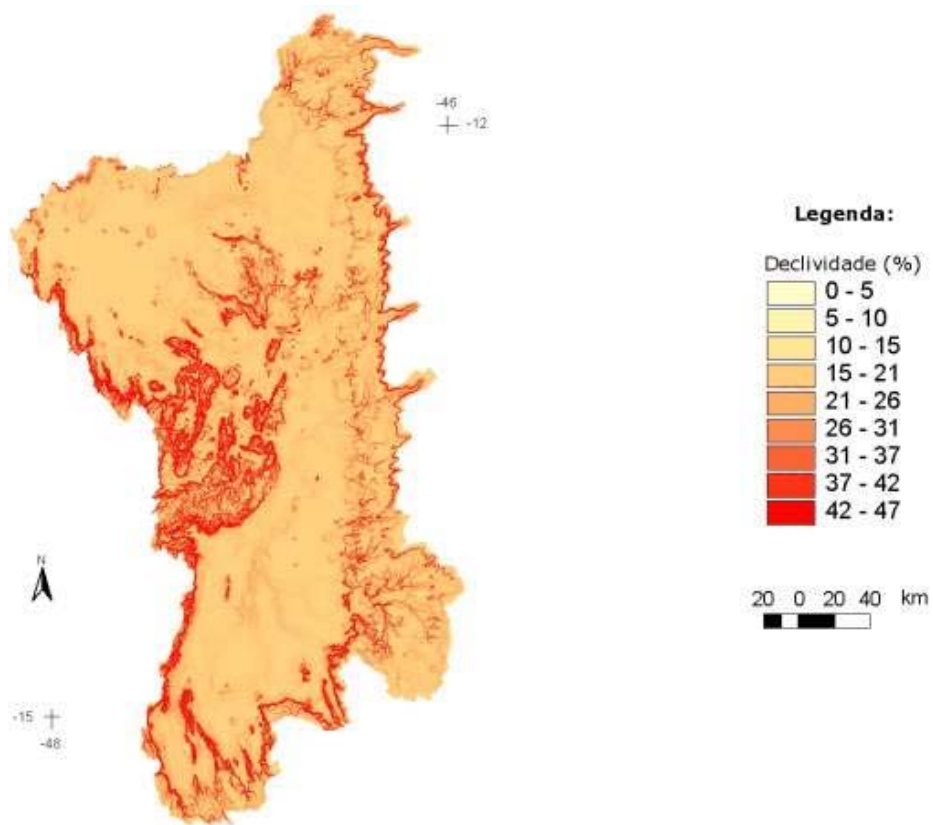 -46
-12
Legenda:
Declividade (%)
0 - 5
5 - 10
10 - 15
15 - 21
21 - 26
26 - 31
31 - 37
37 - 42
42 - 47
N
20 0 20 40 km
-15
-48